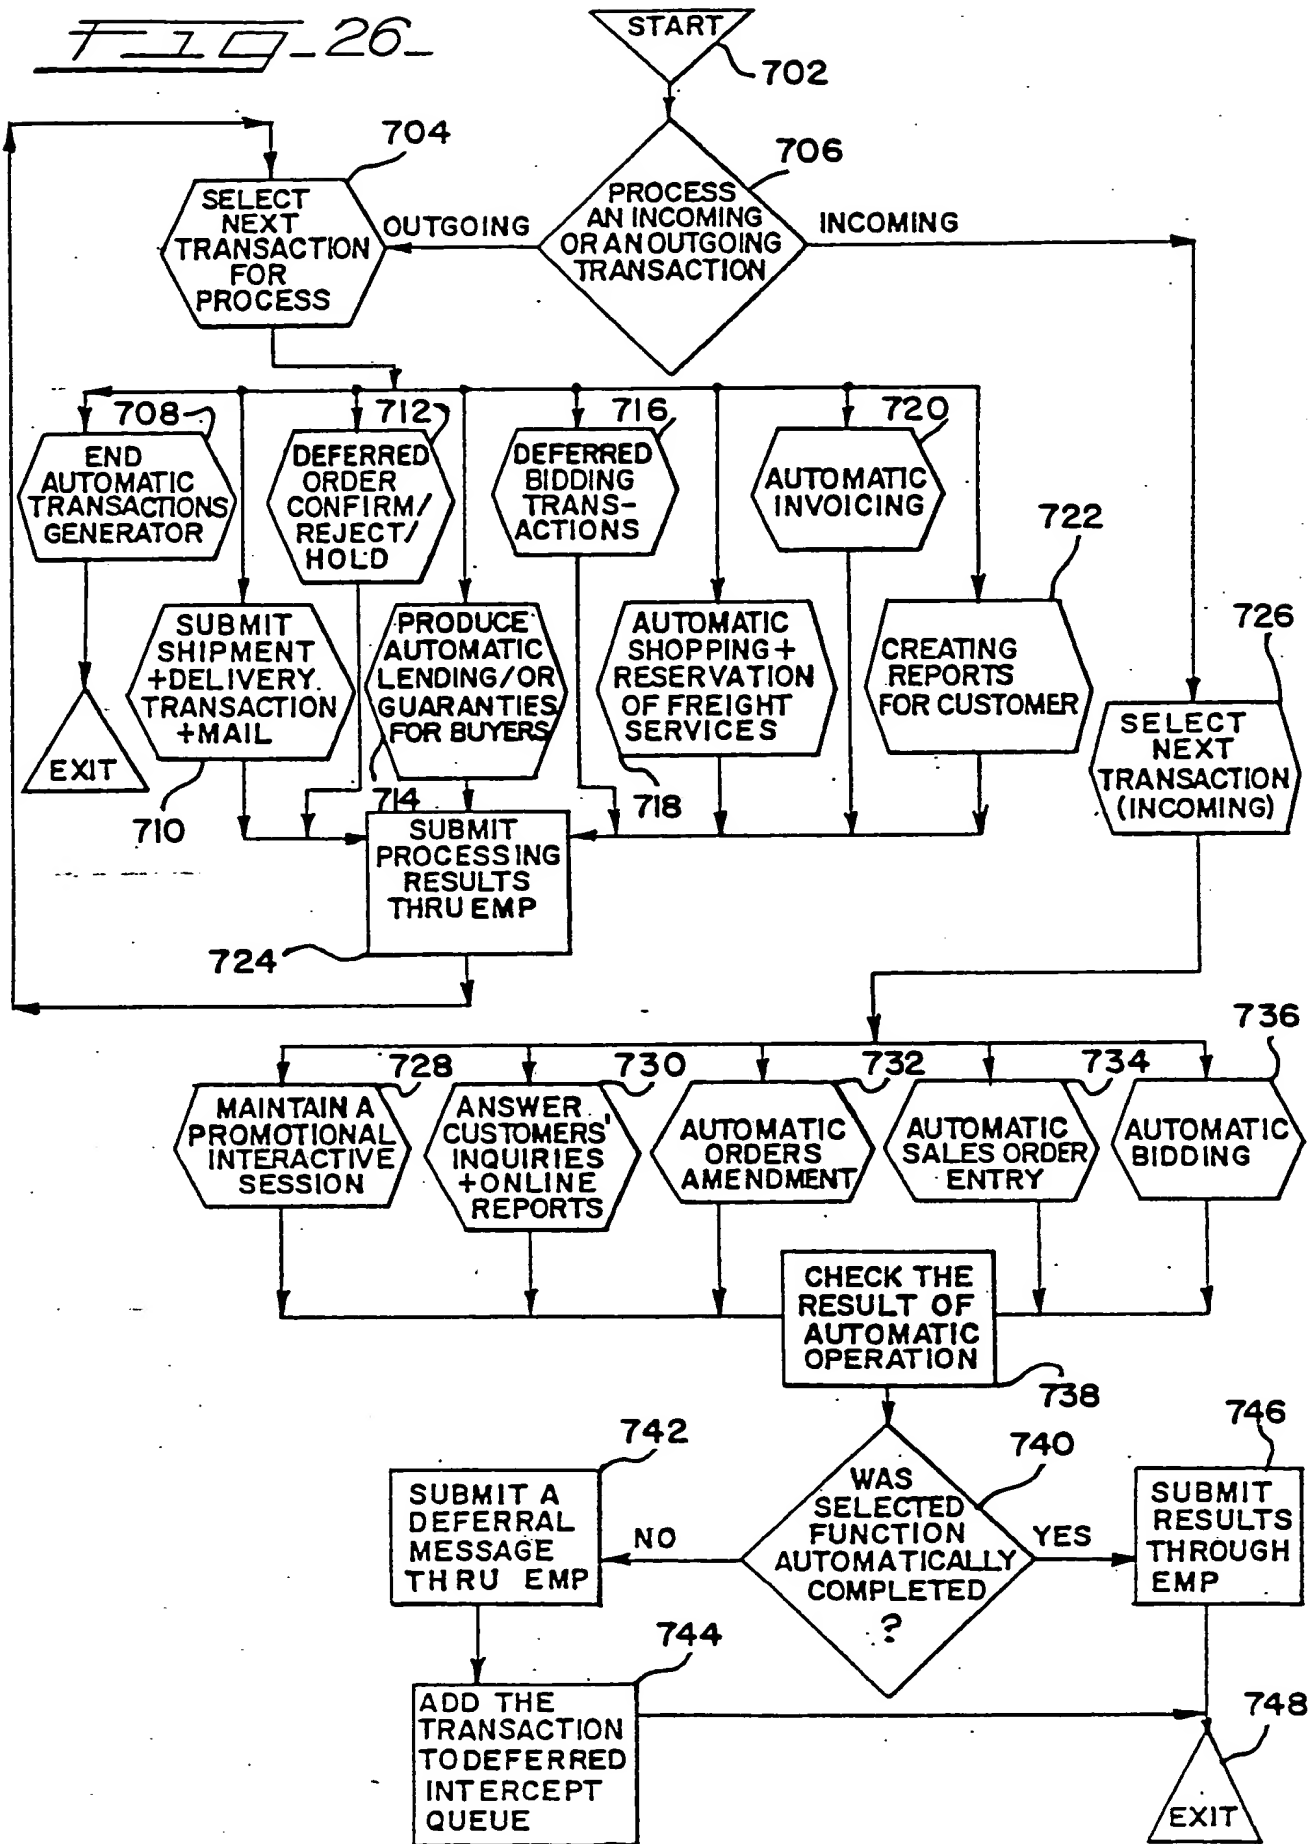 Fig_26_
START
702
704
706
SELECT
NEXT
TRANSACTION
FOR
PROCESS
OUTGOING
PROCESS
AN INCOMING
OR AN OUTGOING
TRANSACTION
INCOMING
708
712
716
720
END
AUTOMATIC
TRANSACTIONS
GENERATOR
DEFERRED
ORDER
CONFIRM/
REJECT/
HOLD
DEFERRED
BIDDING
TRANS-
ACTIONS
AUTOMATIC
INVOICING
722
EXIT
SUBMIT
SHIPMENT
+DELIVERY.
TRANSACTION
+MAIL
PRODUCE
AUTOMATIC
LENDING/OR
GUARANTIES
FOR BUYERS
AUTOMATIC
SHOPPING+
RESERVATION
OF FREIGHT
SERVICES
CREATING
REPORTS
FOR CUSTOMER
726
SELECT
NEXT
TRANSACTION
(INCOMING)
710
714
718
SUBMIT
PROCESSING
RESULTS
THRU EMP
724
728
730
732
734
736
MAINTAIN A
PROMOTIONAL
INTERACTIVE
SESSION
ANSWER
CUSTOMERS'
INQUIRIES
+ONLINE
REPORTS
AUTOMATIC
ORDERS
AMENDMENT
AUTOMATIC
SALES ORDER
ENTRY
AUTOMATIC
BIDDING
CHECK THE
RESULT OF
AUTOMATIC
OPERATION
738
742
740
746
SUBMIT A
DEFERRAL
MESSAGE
THRU EMP
NO
WAS
SELECTED
FUNCTION
AUTOMATICALLY
COMPLETED
?
YES
SUBMIT
RESULTS
THROUGH
EMP
744
ADD THE
TRANSACTION
TO DEFERRED
INTERCEPT
QUEUE
748
EXIT